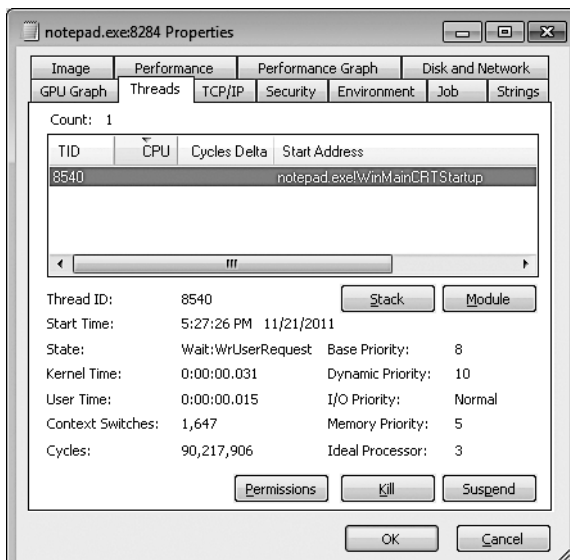 notepad.exe:8284 Properties
Image Performance Performance Graph Disk and Network
GPU Graph Threads TCP/IP Security Environment Job Strings
Count: 1
TID CPU Cycles Delta Start Address
8540 notepad.exe!WinMainCRTStartup
Thread ID: 8540 Stack Module
Start Time: 5:27:26 PM 11/21/2011
State: Wait:WrUserRequest Base Priority: 8
Kernel Time: 0:00:00.031 Dynamic Priority: 10
User Time: 0:00:00.015 I/O Priority: Normal
Context Switches: 1,647 Memory Priority: 5
Cycles: 90,217,906 Ideal Processor: 3
Permissions Kill Suspend
OK Cancel